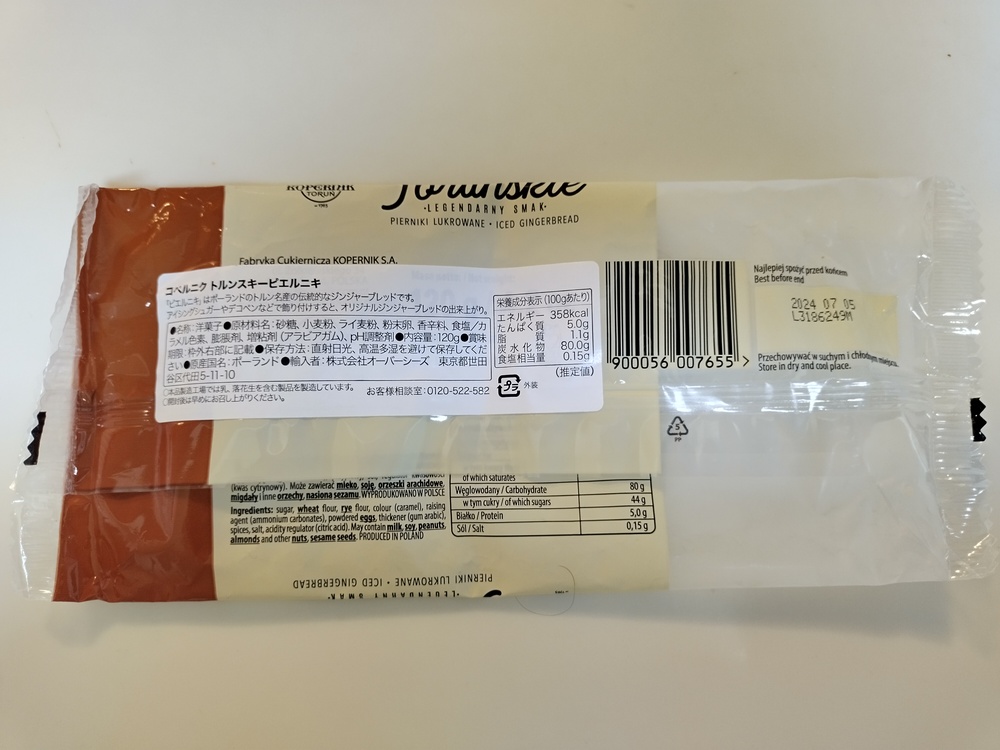 KOPERNIK
TORUŃ
Toruńskie
·LEGENDARNY SMAK·
PIERNIKI LUKROWANE • ICED GINGERBREAD
Fabryka Cukiernicza KOPERNIK S.A.
コペルニク トルンスキーピエルニキ
「ピエルニキ」はポーランドのトルン名産の伝統的なジンジャーブレッドです。
アイシングシュガーやデコペンなどで飾り付けすると、オリジナルジンジャーブレッドの出来上がり。
●名称:洋菓子●原材料名:砂糖、小麦粉、ライ麦粉、粉末卵、香辛料、食塩/カ
ラメル色素、膨張剤、増粘剤(アラビアガム)、pH調整剤●内容量:120g●賞味
期限:枠外右部に記載●保存方法:直射日光、高温多湿を避けて保存してくだ
さい●原産国名:ポーランド●輸入者:株式会社オーバーシーズ 東京都世田
谷区代田5-11-10
○本品製造工場では乳、落花生を含む製品を製造しています。
○開封後は早めにお召し上がりください。
お客様相談室:0120-522-582
栄養成分表示(100gあたり)
エネルギー 358kcal
たんぱく質 5.0g
脂質 1.1g
炭水化物 80.0g
食塩相当量 0.15g
(推定値)
プラ 外装
900056 007655 >
Najlepiej spożyć przed końcem
Best before end
2024 07 05
L3186249M
Przechowywać w suchym i chłodnym miejscu.
Store in dry and cool place.
5
PP
(kwas cytrynowy). Może zawierać mleko, soję, orzeszki arachidowe,
migdały i inne orzechy, nasiona sezamu. WYPRODUKOWANO W POLSCE
Ingredients: sugar, wheat flour, rye flour, colour (caramel), raising
agent (ammonium carbonates), powdered eggs, thickener (gum arabic),
spices, salt, acidity regulator (citric acid). May contain milk, soy, peanuts,
almonds and other nuts, sesame seeds. PRODUCED IN POLAND
of which saturates
Węglowodany / Carbohydrate 80 g
w tym cukry / of which sugars 44 g
Białko / Protein 5,0 g
Sól / Salt 0,15 g
PIERNIKI LUKROWANE • ICED GINGERBREAD
·LEGENDARNY SMAK·